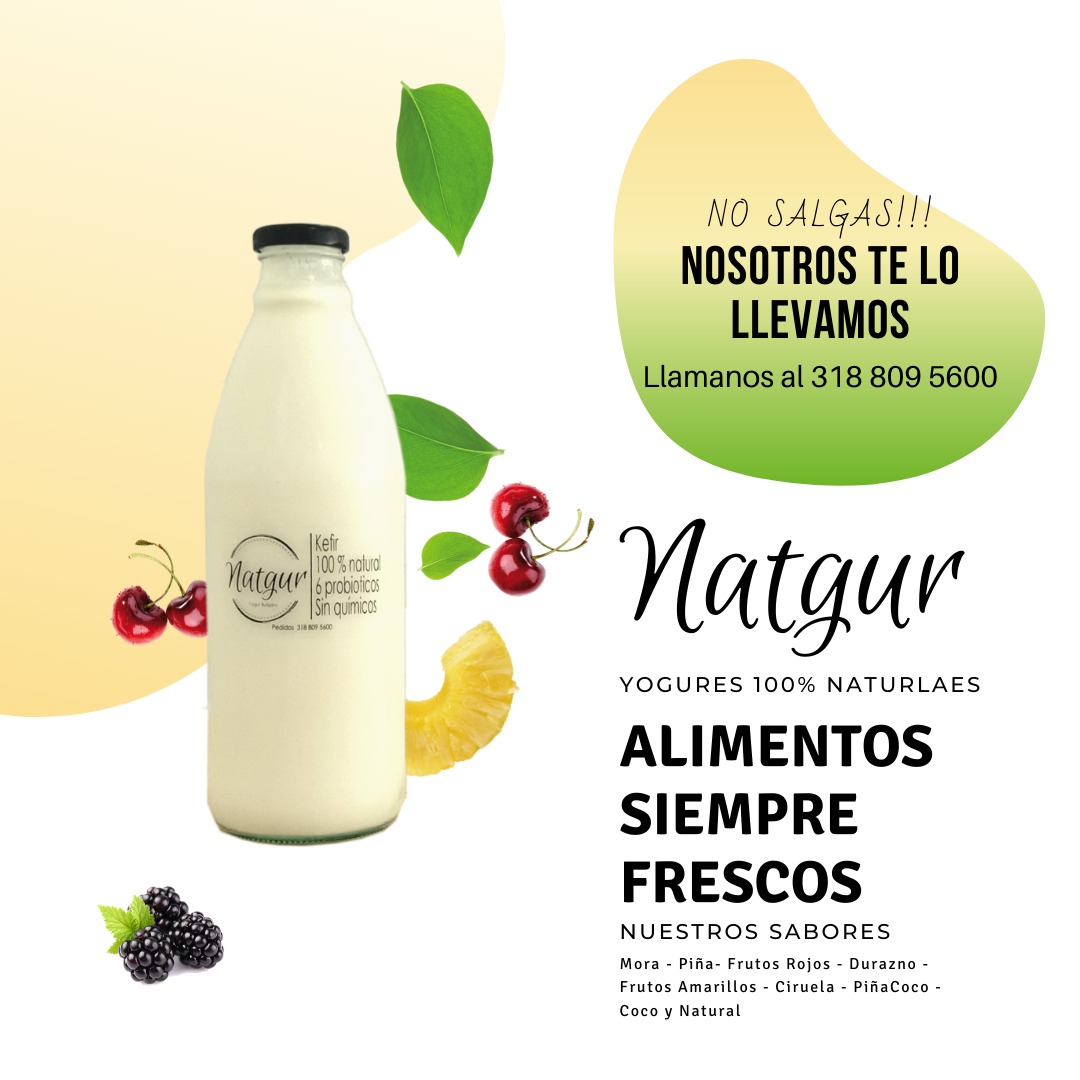 NO SALGAS!!!
NOSOTROS TE LO
LLEVAMOS
Llamanos al 318 809 5600
Natgur
Kefir
100 % natural
6 probioticos
Sin químicos
Pedidos 318 809 5600
Natgur
YOGURES 100% NATURLAES
ALIMENTOS
SIEMPRE
FRESCOS
NUESTROS SABORES
Mora - Piña- Frutos Rojos - Durazno -
Frutos Amarillos - Ciruela - PiñaCoco -
Coco y Natural